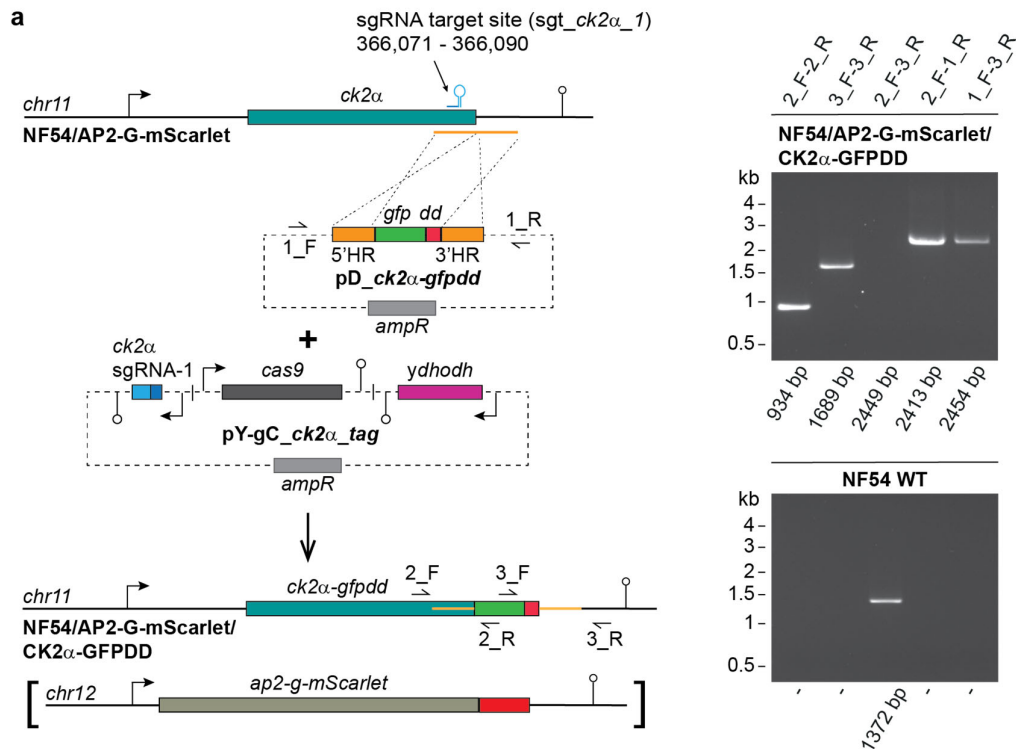 a
sgRNA target site (sgt_ck2α_1)
366,071 - 366,090
ck2α
chr11
NF54/AP2-G-mScarlet
gfp dd
1_F
1_R
5'HR
3'HR
pD_ck2α-gfpdd
ampR
+
ck2α
sgRNA-1
cas9
ydhodh
pY-gC_ck2α_tag
ampR
2_F
3_F
ck2α-gfpdd
chr11
2_R
3_R
NF54/AP2-G-mScarlet/
CK2α-GFPDD
[ chr12 ap2-g-mScarlet ]
2_F-2_R
3_F-3_R
2_F-3_R
2_F-1_R
1_F-3_R
NF54/AP2-G-mScarlet/
CK2α-GFPDD
kb
4 -
3 -
2 -
1.5 -
1 -
0.5 -
934 bp
1689 bp
2449 bp
2413 bp
2454 bp
NF54 WT
kb
4 -
3 -
2 -
1.5 -
1 -
0.5 -
-
-
1372 bp
-
-